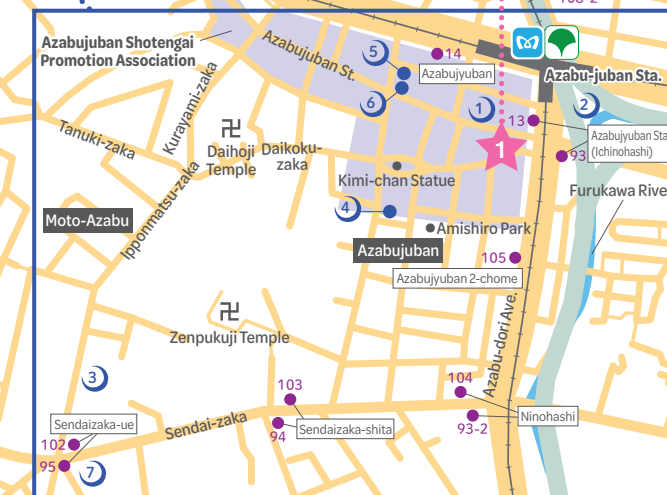 Azabujuban Shotengai
Promotion Association
Azabujuban St.
5
14
Azabujyuban
6
Azabu-juban Sta.
1
2
13
Azabujyuban Sta
(Ichinohashi)
93
1
Kurayami-zaka
Tanuki-zaka
Daihoji
Temple
Daikoku-
zaka
Kimi-chan Statue
Furukawa Rive
Ipponmatsu-zaka
Moto-Azabu
4
Amishiro Park
Azabujuban
105
Azabujyuban 2-chome
Zenpukuji Temple
Azabu-dori Ave.
3
103
104
Sendaizaka-ue
Sendai-zaka
94
Sendaizaka-shita
93-2
Ninohashi
102
95
7